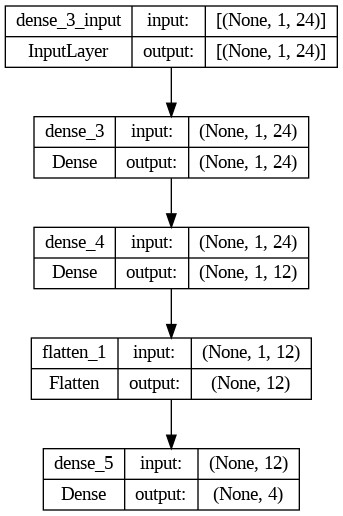 dense_3_input input: [(None, 1, 24)]
InputLayer output: [(None, 1, 24)]
dense_3 input: (None, 1, 24)
Dense output: (None, 1, 24)
dense_4 input: (None, 1, 24)
Dense output: (None, 1, 12)
flatten_1 input: (None, 1, 12)
Flatten output: (None, 12)
dense_5 input: (None, 12)
Dense output: (None, 4)